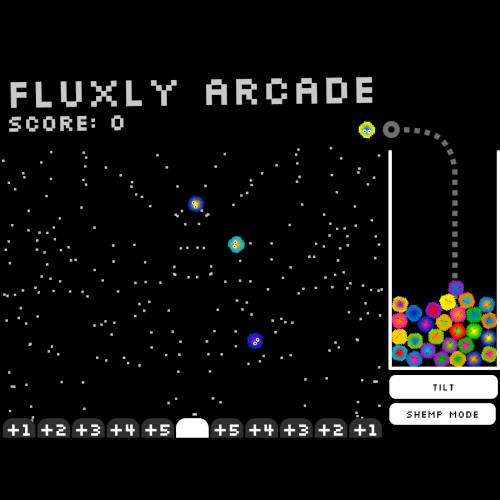 FLUXLY ARCADE
SCORE: 0
TILT
SHEMP MODE
+1 +2 +3 +4 +5 +5 +4 +3 +2 +1